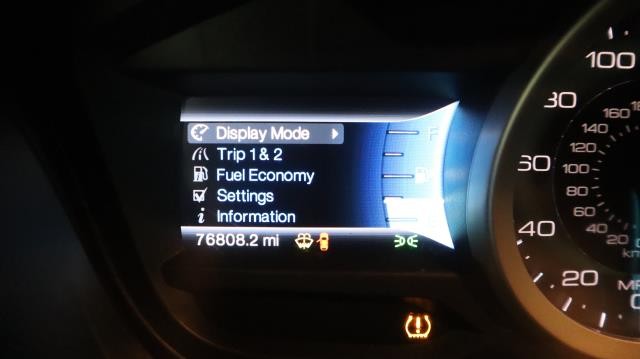 Display Mode
Trip 1 & 2
Fuel Economy
Settings
Information
76808.2 mi
F
100
80
60
40
20
160
140
120
100
80
60
40
20
0